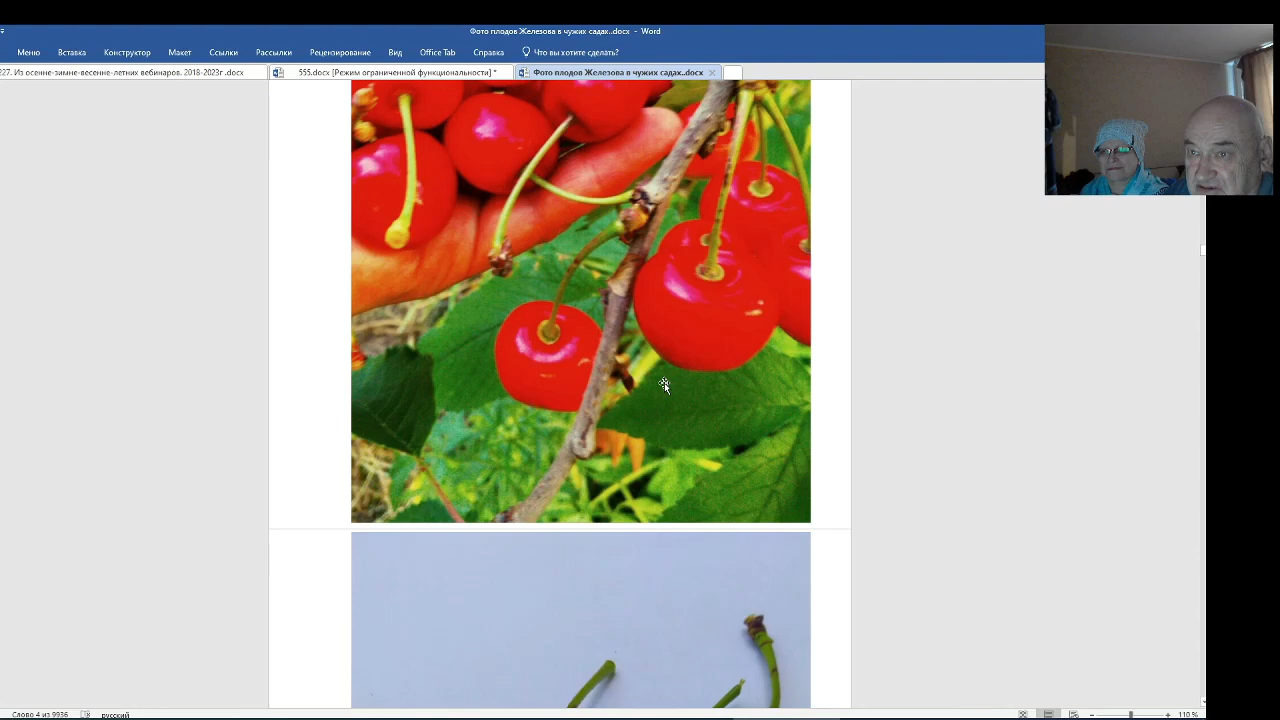 Фото плодов Железова в чужих садах..docx - Word
Меню Вставка Конструктор Макет Ссылки Рассылки Рецензирование Вид Office Tab Справка Что вы хотите сделать?
227. Из осенне-зимне-весенне-летних вебинаров. 2018-2023г .docx 555.docx [Режим ограниченной функциональности] * Фото плодов Железова в чужих садах..docx
Слово 4 из 9936 русский 110 %